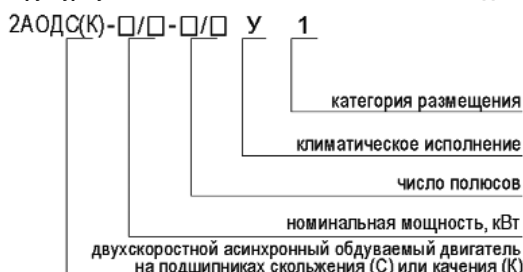 2АОДС(К)-□/□-□/□ У 1
категория размещения
климатическое исполнение
число полюсов
номинальная мощность, кВт
двухскоростной асинхронный обдуваемый двигатель
на подшипниках скольжения (С) или качения (К)